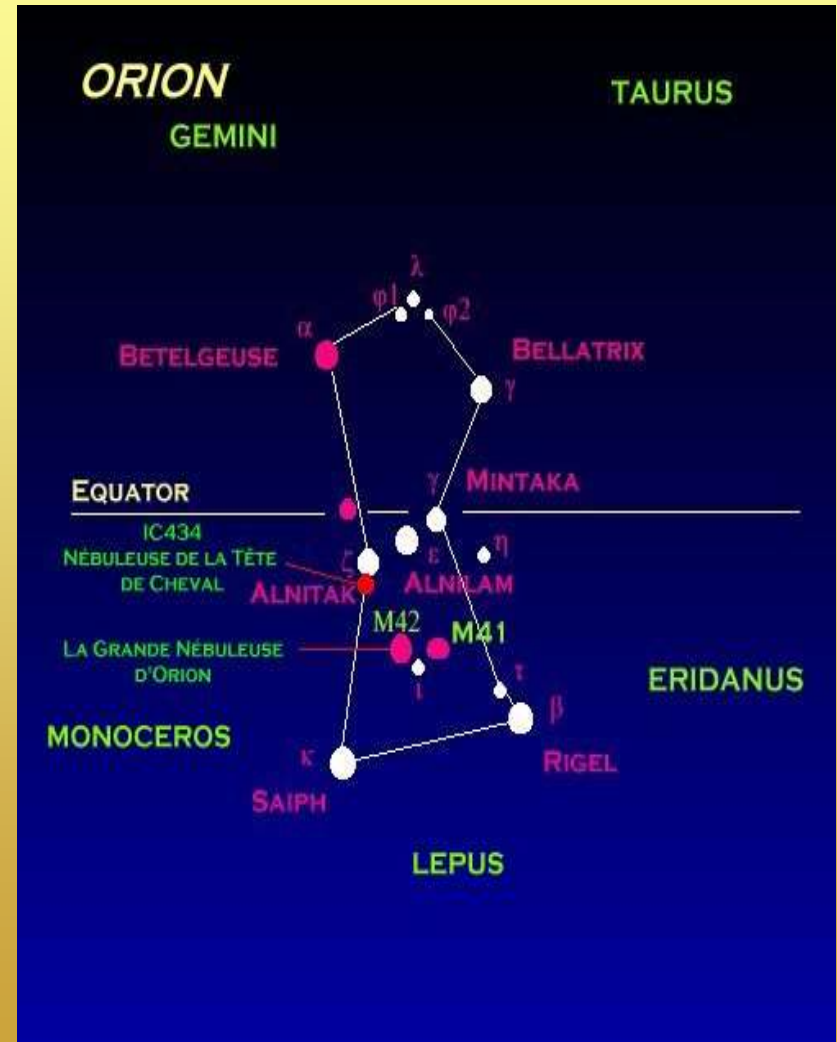 ORION
TAURUS
GEMINI
λ
φ1
φ2
α
BETELGEUSE
BELLATRIX
γ
γ
MINTAKA
EQUATOR
IC434
NÉBULEUSE DE LA TÊTE
DE CHEVAL
ζ
ε
η
ALNITAK
ALNILAM
M42
M41
LA GRANDE NÉBULEUSE
D'ORION
ι
τ
ERIDANUS
β
MONOCEROS
κ
RIGEL
SAIPH
LEPUS